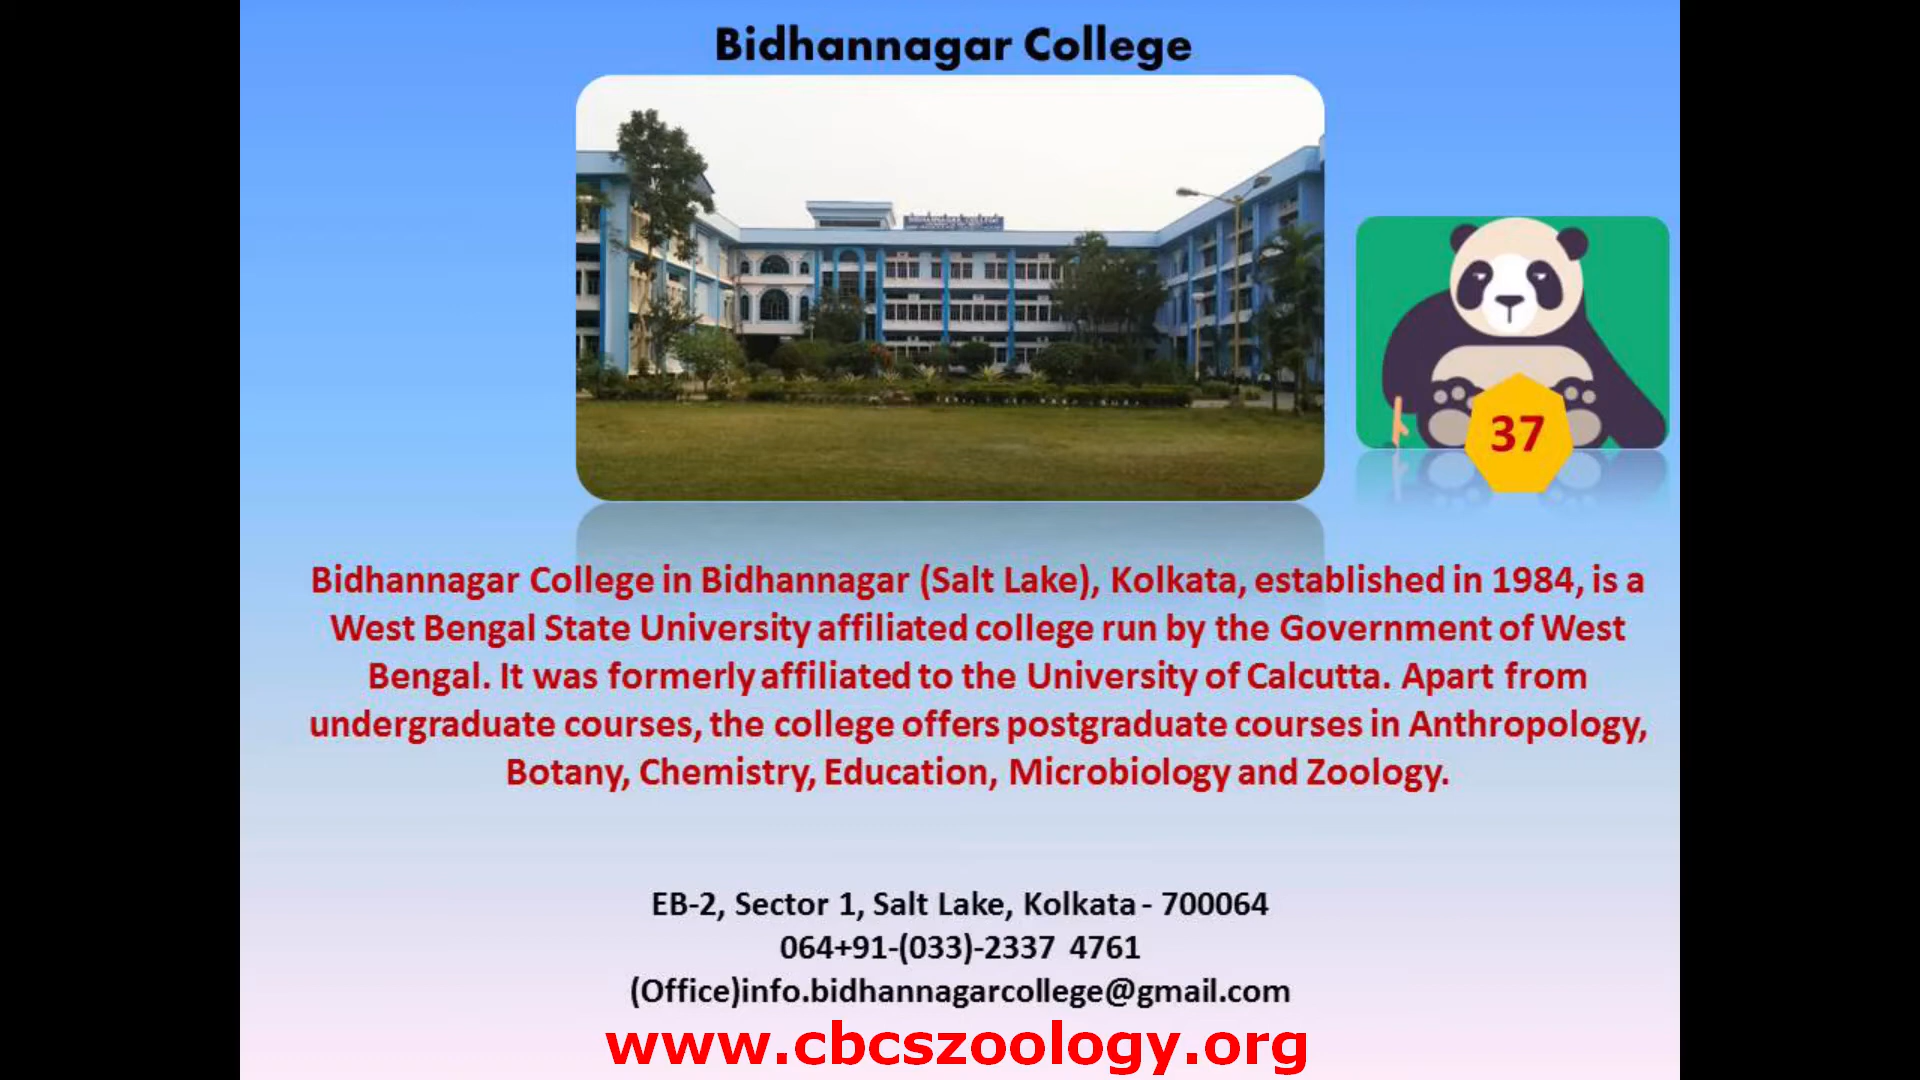 Bidhannagar College
37
Bidhannagar College in Bidhannagar (Salt Lake), Kolkata, established in 1984, is a
West Bengal State University affiliated college run by the Government of West
Bengal. It was formerly affiliated to the University of Calcutta. Apart from
undergraduate courses, the college offers postgraduate courses in Anthropology,
Botany, Chemistry, Education, Microbiology and Zoology.
EB-2, Sector 1, Salt Lake, Kolkata - 700064
064+91-(033)-2337 4761
(Office)info.bidhannagarcollege@gmail.com
www.cbcszoology.org